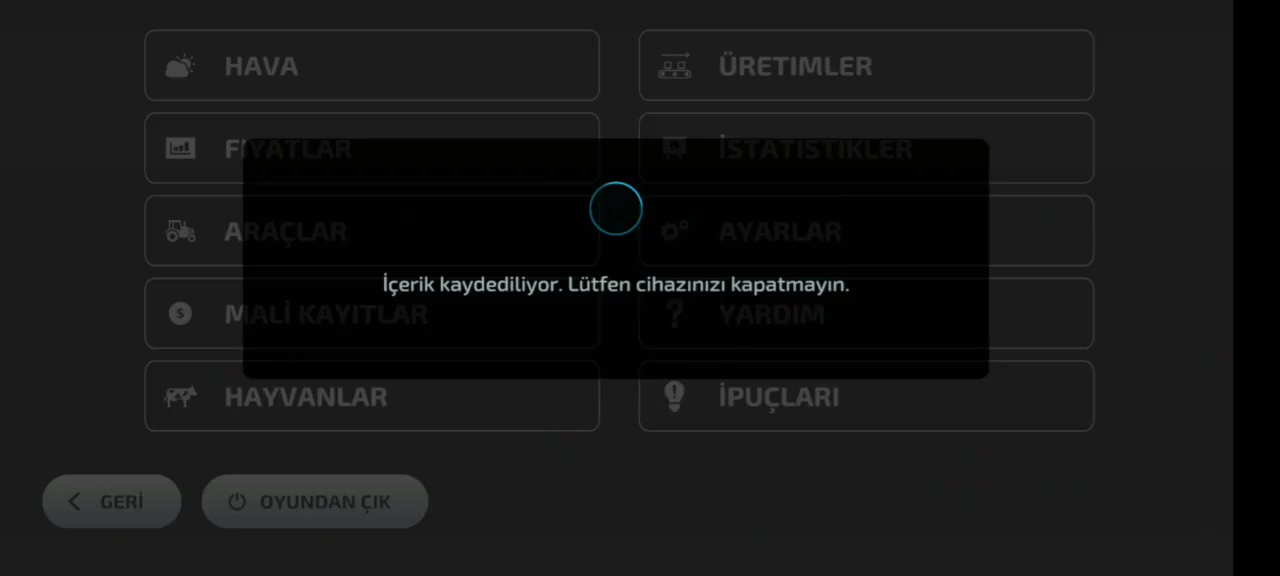 HAVA
ÜRETIMLER
FIYATLAR
İSTATISTIKLER
ARAÇLAR
AYARLAR
İçerik kaydediliyor. Lütfen cihazınızı kapatmayın.
MALİ KAYITLAR
YARDIM
HAYVANLAR
İPUÇLARI
GERİ
OYUNDAN ÇIK